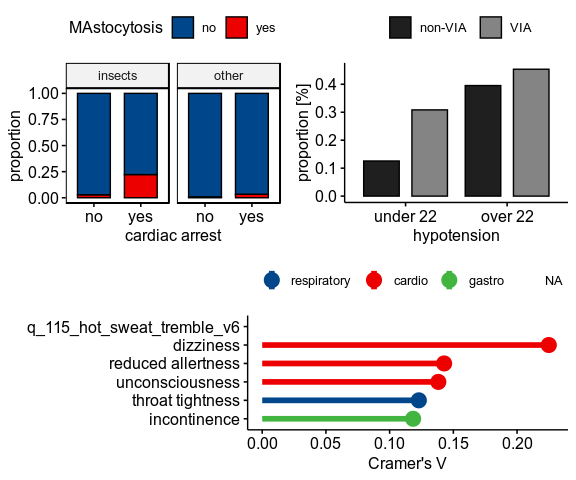 MAstocytosis no yes
non-VIA VIA
insects other
proportion
1.00
0.75
0.50
0.25
0.00
no yes no yes
cardiac arrest
proportion [%]
0.4
0.3
0.2
0.1
0.0
under 22 over 22
hypotension
respiratory cardio gastro NA
q_115_hot_sweat_tremble_v6
dizziness
reduced allertness
unconsciousness
throat tightness
incontinence
0.00 0.05 0.10 0.15 0.20
Cramer's V